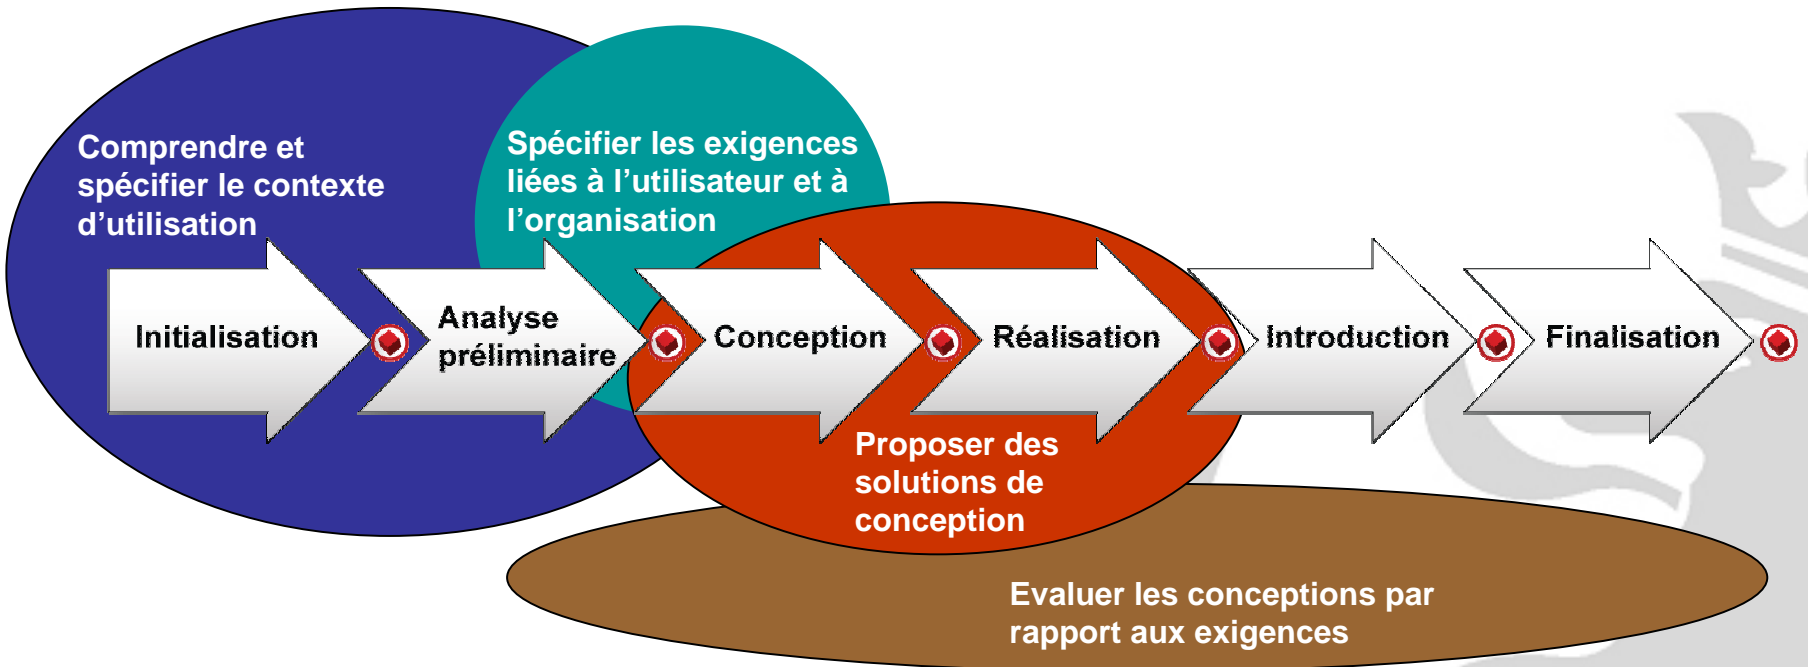 Comprendre et
spécifier le contexte
d'utilisation
Spécifier les exigences
liées à l'utilisateur et à
l'organisation
Initialisation
Analyse
préliminaire
Conception
Réalisation
Introduction
Finalisation
Proposer des
solutions de
conception
Evaluer les conceptions par
rapport aux exigences